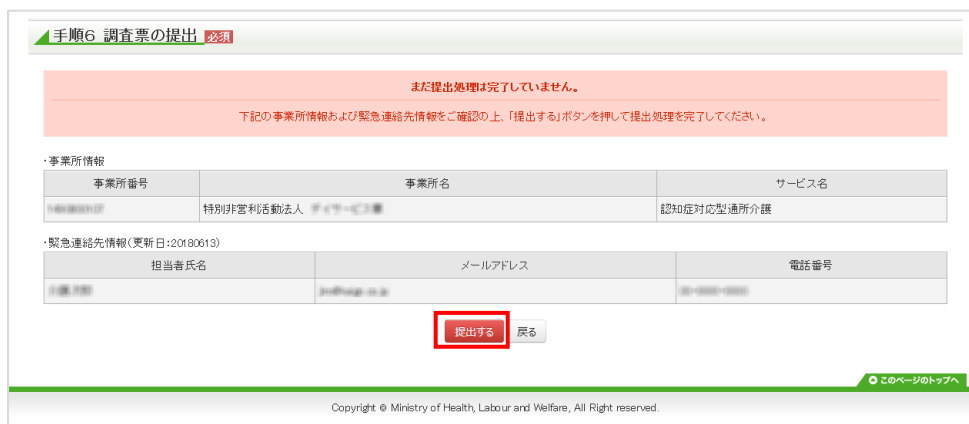 手順6 調査票の提出 必須
まだ提出処理は完了していません。
下記の事業所情報および緊急連絡先情報をご確認の上、「提出する」ボタンを押して提出処理を完了してください。
・事業所情報
事業所番号 事業所名 サービス名
特別非営利活動法人 認知症対応型通所介護
・緊急連絡先情報(更新日:20180613)
担当者氏名 メールアドレス 電話番号
提出する 戻る
このページのトップへ
Copyright © Ministry of Health, Labour and Welfare, All Right reserved.